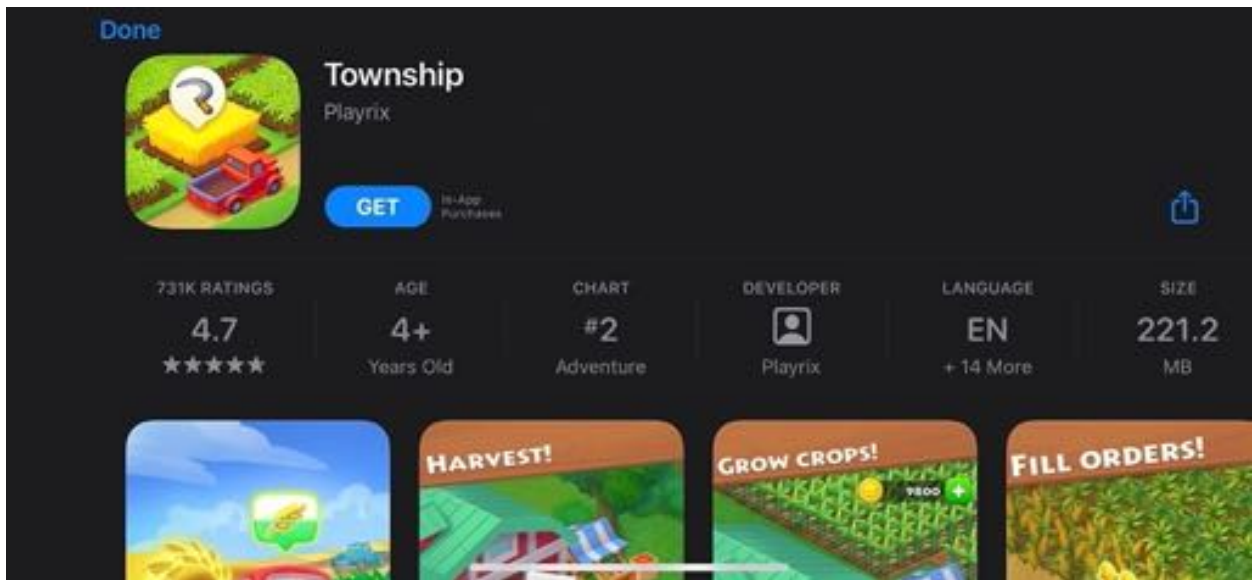 Done
Township
Playrix
GET
In-App
Purchases
731K RATINGS
4.7
AGE
4+
Years Old
CHART
#2
Adventure
DEVELOPER
Playrix
LANGUAGE
EN
+ 14 More
SIZE
221.2
MB
HARVEST!
GROW CROPS!
9800
FILL ORDERS!